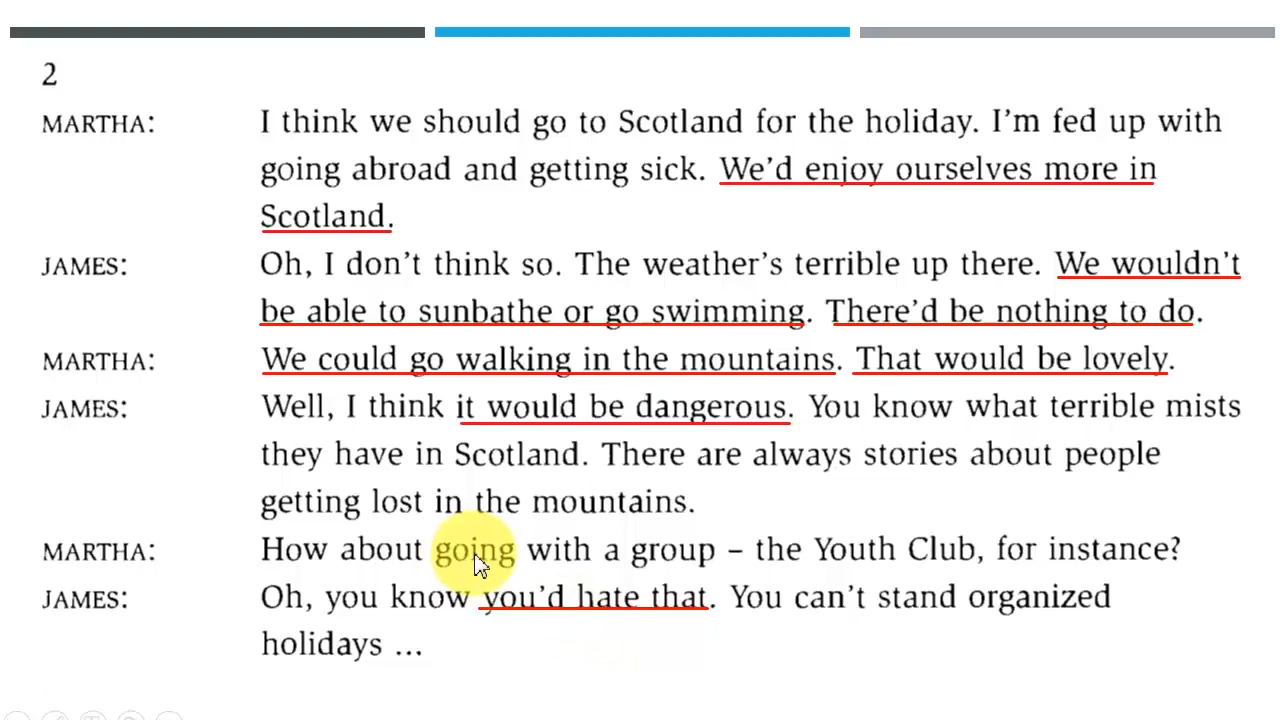 2
MARTHA: I think we should go to Scotland for the holiday. I'm fed up with
going abroad and getting sick. We'd enjoy ourselves more in
Scotland.
JAMES: Oh, I don't think so. The weather's terrible up there. We wouldn't
be able to sunbathe or go swimming. There'd be nothing to do.
MARTHA: We could go walking in the mountains. That would be lovely.
JAMES: Well, I think it would be dangerous. You know what terrible mists
they have in Scotland. There are always stories about people
getting lost in the mountains.
MARTHA: How about going with a group – the Youth Club, for instance?
JAMES: Oh, you know you'd hate that. You can't stand organized
holidays ...